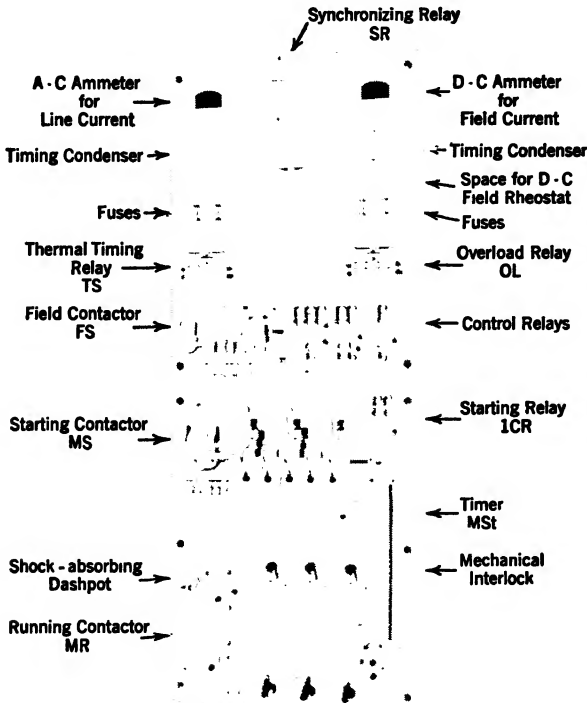 Synchronizing Relay
SR
A-C Ammeter
for
Line Current
D-C Ammeter
for
Field Current
Timing Condenser
Timing Condenser
Space for D-C
Field Rheostat
Fuses
Fuses
Thermal Timing
Relay
TS
Overload Relay
OL
Field Contactor
FS
Control Relays
Starting Contactor
MS
Starting Relay
1CR
Timer
MSt
Shock-absorbing
Dashpot
Mechanical
Interlock
Running Contactor
MR